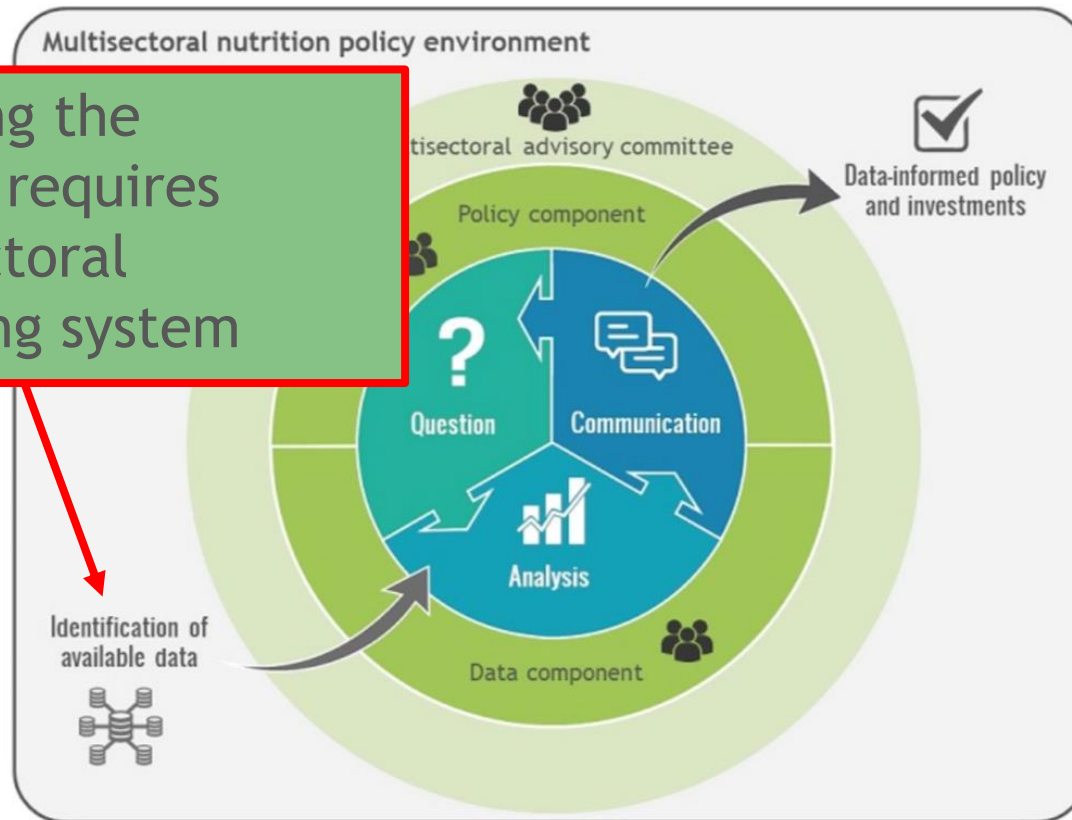 Multisectoral nutrition policy environment
ng the
requires
ctoral
ng system
tisectoral advisory committee
Policy component
Data-informed policy
and investments
?
Question
Communication
Analysis
Identification of
available data
Data component